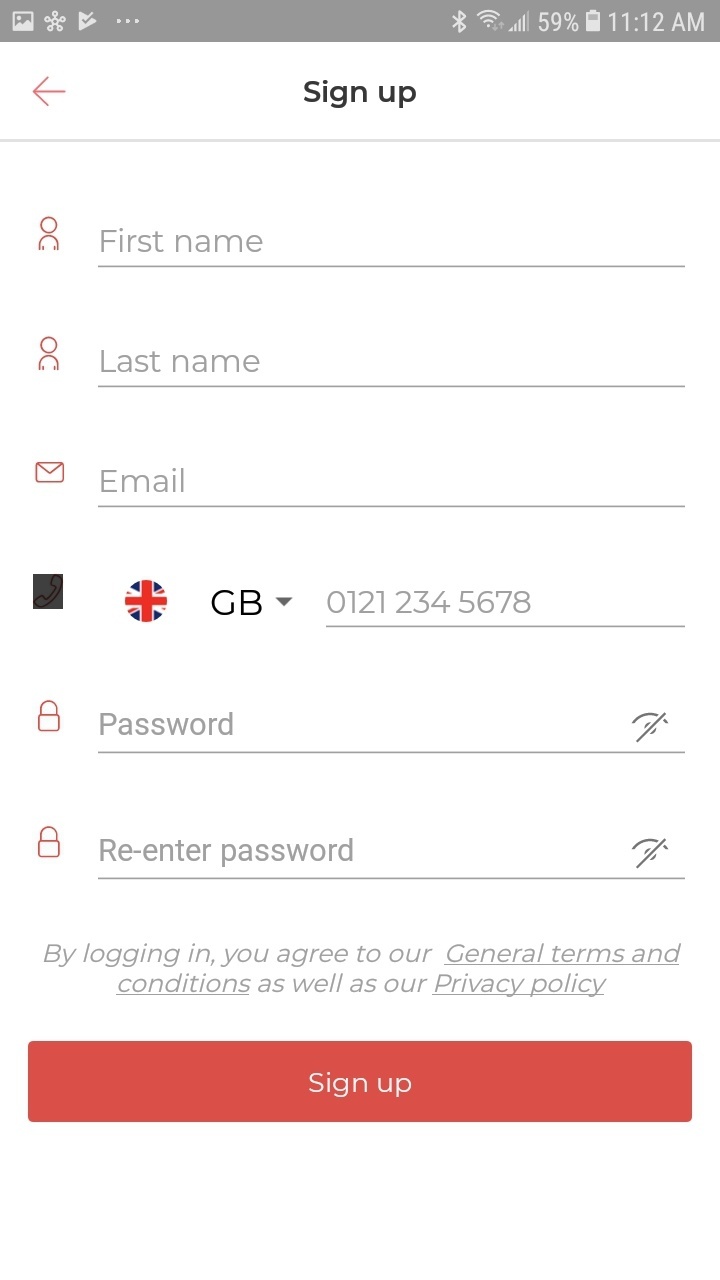 59% 11:12 AM
Sign up
First name
Last name
Email
GB 0121 234 5678
Password
Re-enter password
By logging in, you agree to our General terms and
conditions as well as our Privacy policy
Sign up